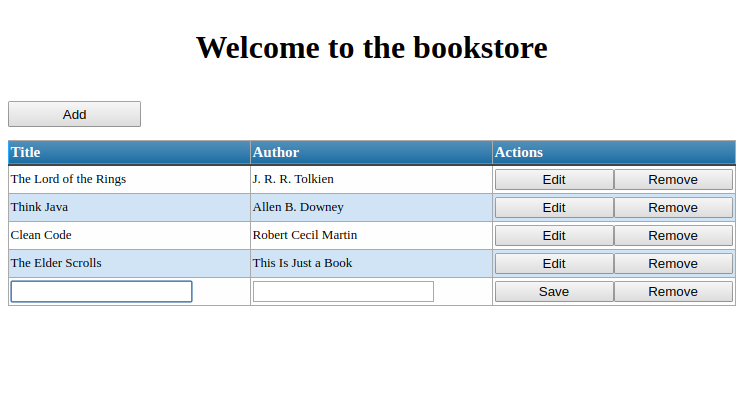 Welcome to the bookstore
Add
Title Author Actions
The Lord of the Rings J. R. R. Tolkien Edit Remove
Think Java Allen B. Downey Edit Remove
Clean Code Robert Cecil Martin Edit Remove
The Elder Scrolls This Is Just a Book Edit Remove
Save Remove